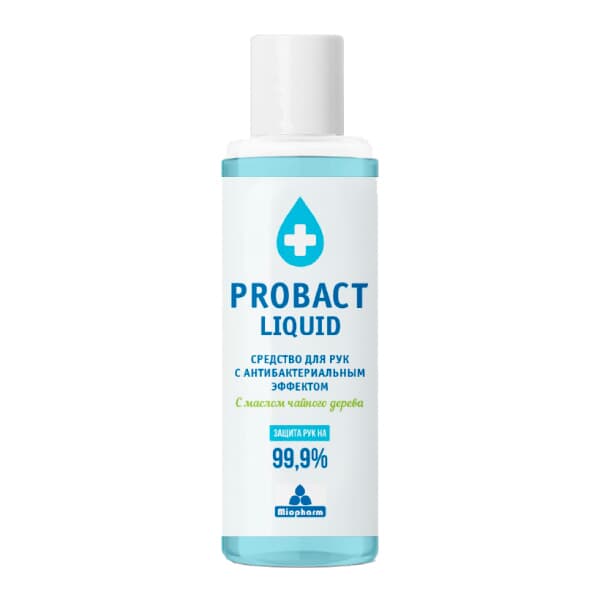 PROBACT
LIQUID
СРЕДСТВО ДЛЯ РУК
С АНТИБАКТЕРИАЛЬНЫМ
ЭФФЕКТОМ
С маслом чайного дерева
ЗАЩИТА РУК НА
99,9%
Miopharm